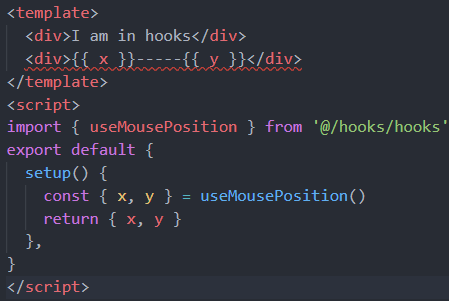 <template>
  <div>I am in hooks</div>
  <div>{{ x }}-----{{ y }}</div>
</template>
<script>
import { useMousePosition } from '@/hooks/hooks'
export default {
  setup() {
    const { x, y } = useMousePosition()
    return { x, y }
  },
}
</script>